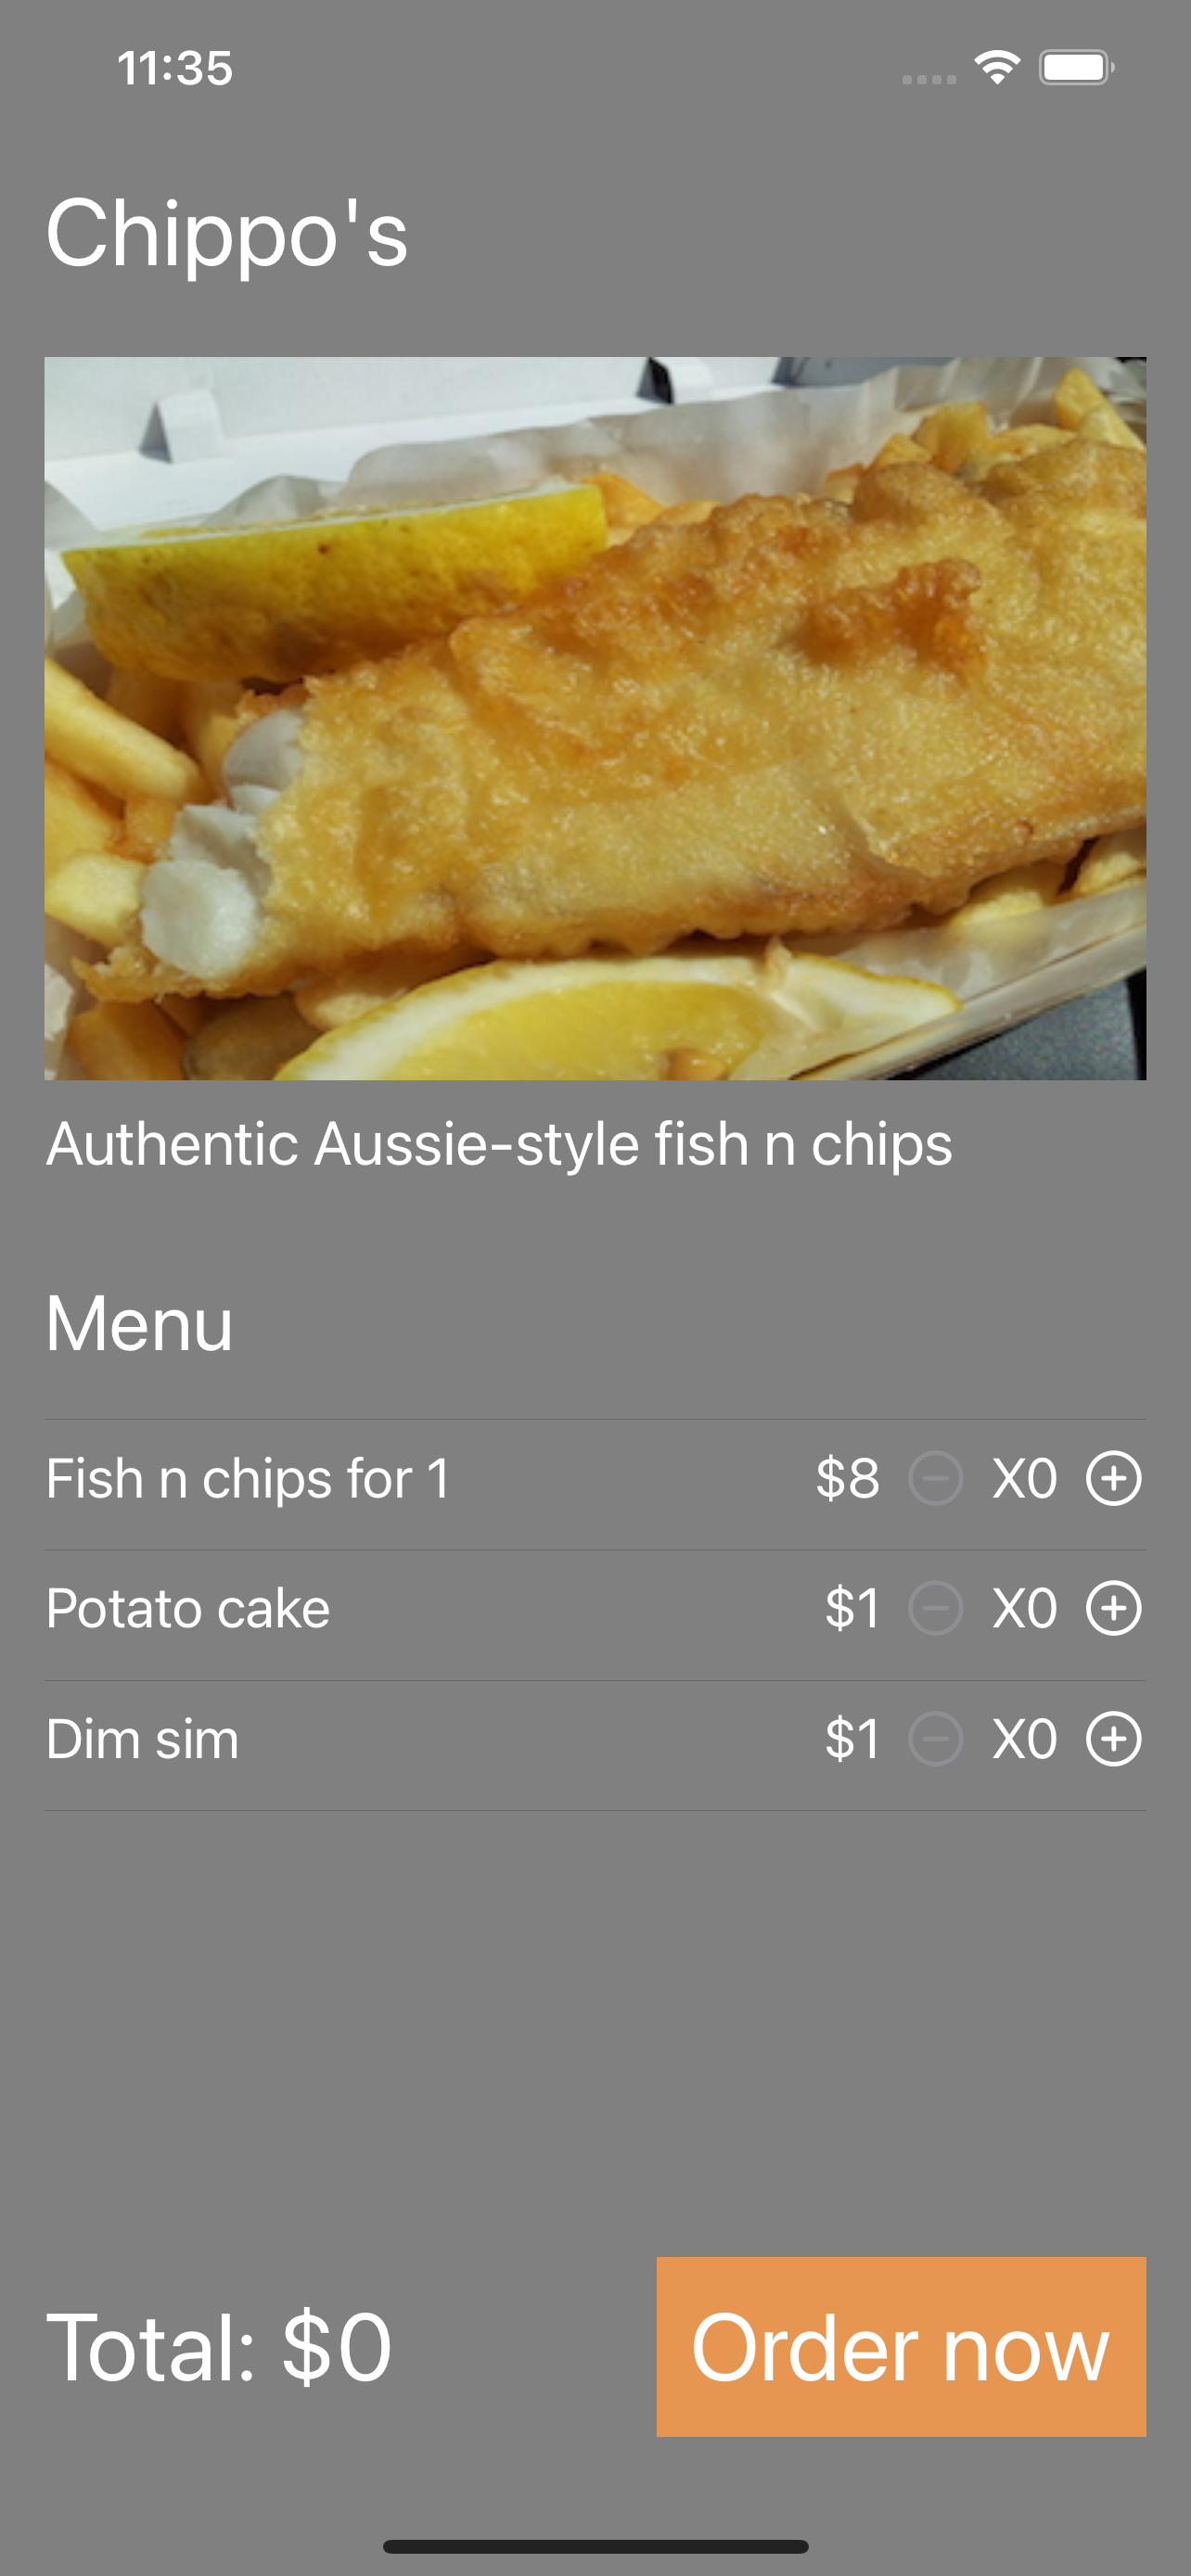 11:35
Chippo's
Authentic Aussie-style fish n chips
Menu
Fish n chips for 1 $8 X0
Potato cake $1 X0
Dim sim $1 X0
Total: $0 Order now